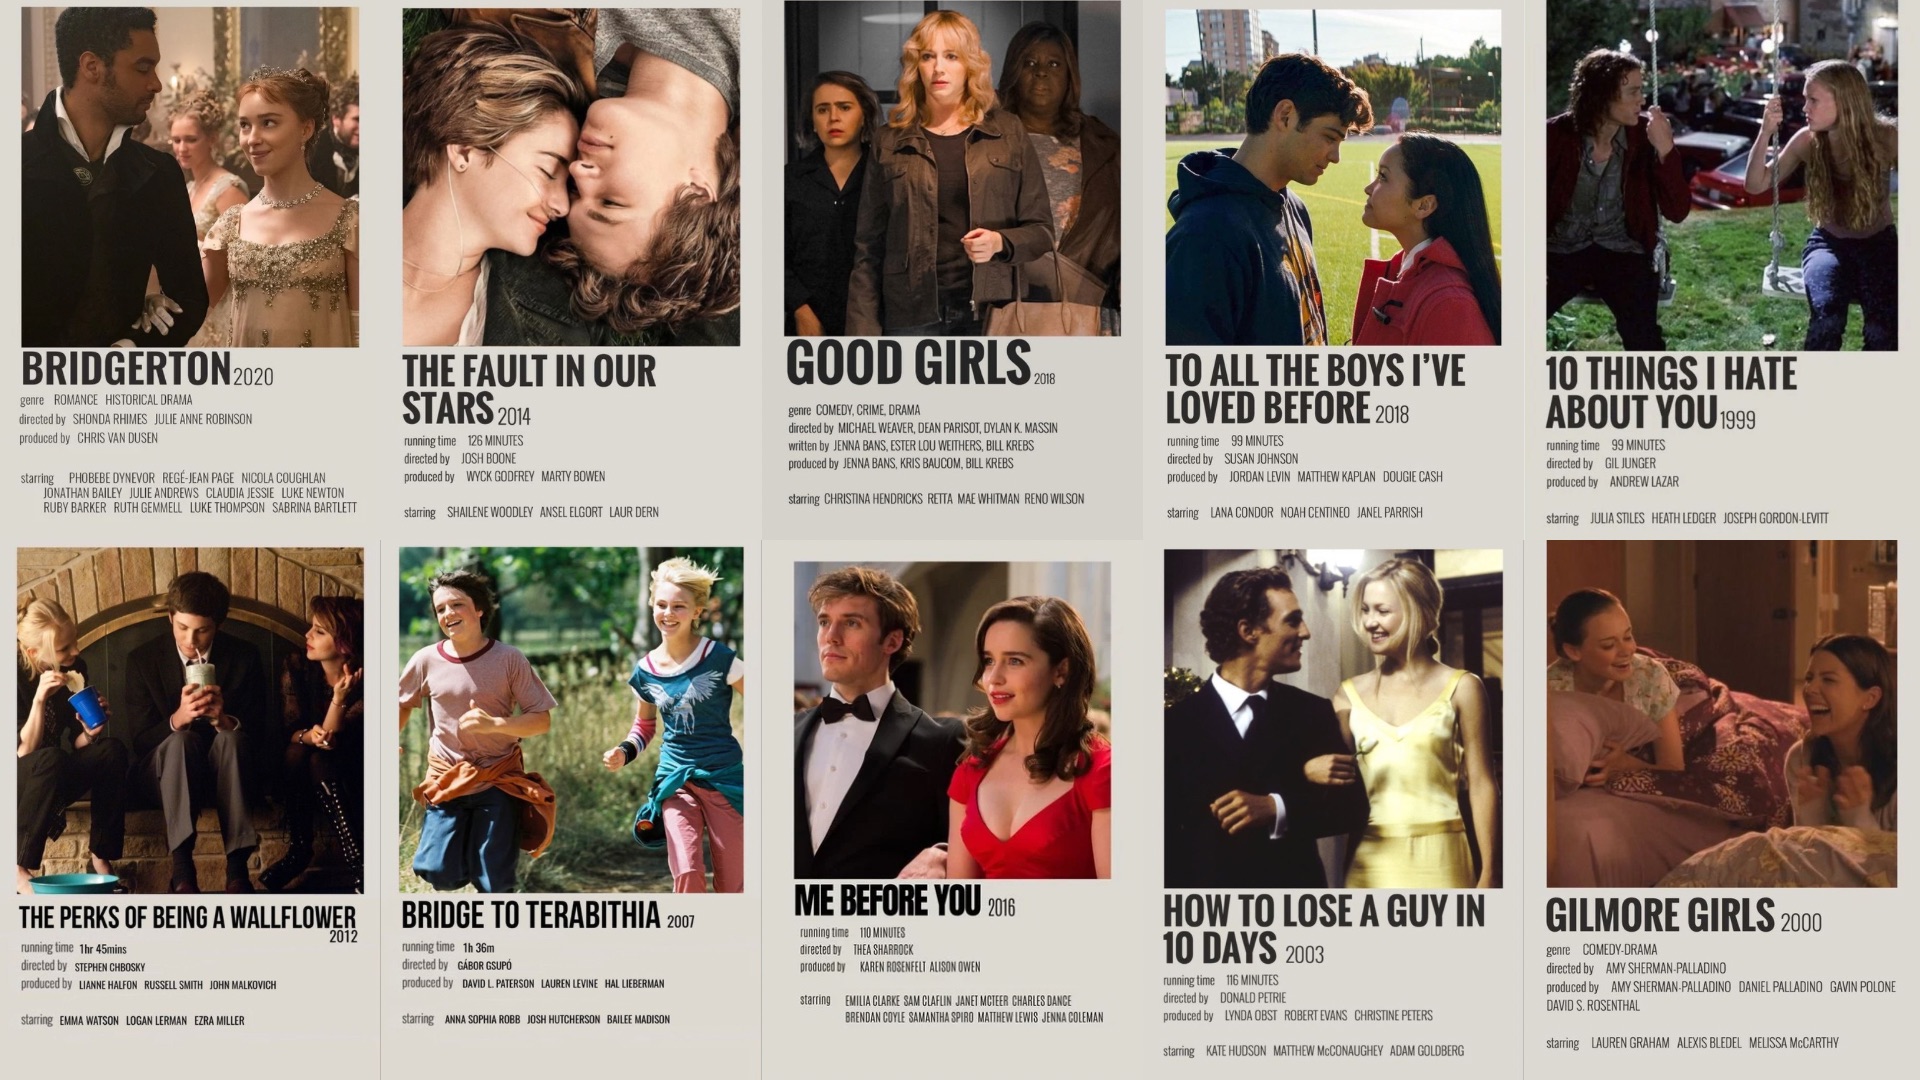 BRIDGERTON 2020
genre ROMANCE HISTORICAL DRAMA
directed by SHONDA RHIMES JULIE ANNE ROBINSON
produced by CHRIS VAN DUSEN
starring PHOBEBE DYNEVOR REGÉ-JEAN PAGE NICOLA COUGHLAN
JONATHAN BAILEY JULIE ANDREWS CLAUDIA JESSIE LUKE NEWTON
RUBY BARKER RUTH GEMMELL LUKE THOMPSON SABRINA BARTLETT
THE FAULT IN OUR
STARS 2014
running time 126 MINUTES
directed by JOSH BOONE
produced by WYCK GODFREY MARTY BOWEN
starring SHAILENE WOODLEY ANSEL ELGORT LAUR DERN
GOOD GIRLS 2018
genre COMEDY, CRIME, DRAMA
directed by MICHAEL WEAVER, DEAN PARISOT, DYLAN K. MASSIN
written by JENNA BANS, ESTER LOU WEITHERS, BILL KREBS
produced by JENNA BANS, KRIS BAUCOM, BILL KREBS
starring CHRISTINA HENDRICKS RETTA MAE WHITMAN RENO WILSON
TO ALL THE BOYS I'VE
LOVED BEFORE 2018
running time 99 MINUTES
directed by SUSAN JOHNSON
produced by JORDAN LEVIN MATTHEW KAPLAN DOUGIE CASH
starring LANA CONDOR NOAH CENTINEO JANEL PARRISH
10 THINGS I HATE
ABOUT YOU 1999
running time 99 MINUTES
directed by GIL JUNGER
produced by ANDREW LAZAR
starring JULIA STILES HEATH LEDGER JOSEPH GORDON-LEVITT
THE PERKS OF BEING A WALLFLOWER
2012
running time 1hr 45mins
directed by STEPHEN CHBOSKY
produced by LIANNE HALFON RUSSELL SMITH JOHN MALKOVICH
starring EMMA WATSON LOGAN LERMAN EZRA MILLER
BRIDGE TO TERABITHIA 2007
running time 1h 36m
directed by GÁBOR GSUPÓ
produced by DAVID L. PATERSON LAUREN LEVINE HAL LIEBERMAN
starring ANNA SOPHIA ROBB JOSH HUTCHERSON BAILEE MADISON
ME BEFORE YOU 2016
running time 110 MINUTES
directed by THEA SHARROCK
produced by KAREN ROSENFELT ALISON OWEN
starring EMILIA CLARKE SAM CLAFLIN JANET MCTEER CHARLES DANCE
BRENDAN COYLE SAMANTHA SPIRO MATTHEW LEWIS JENNA COLEMAN
HOW TO LOSE A GUY IN
10 DAYS 2003
running time 116 MINUTES
directed by DONALD PETRIE
produced by LYNDA OBST ROBERT EVANS CHRISTINE PETERS
starring KATE HUDSON MATTHEW McCONAUGHEY ADAM GOLDBERG
GILMORE GIRLS 2000
genre COMEDY-DRAMA
directed by AMY SHERMAN-PALLADINO
produced by AMY SHERMAN-PALLADINO DANIEL PALLADINO GAVIN POLONE
DAVID S. ROSENTHAL
starring LAUREN GRAHAM ALEXIS BLEDEL MELISSA McCARTHY